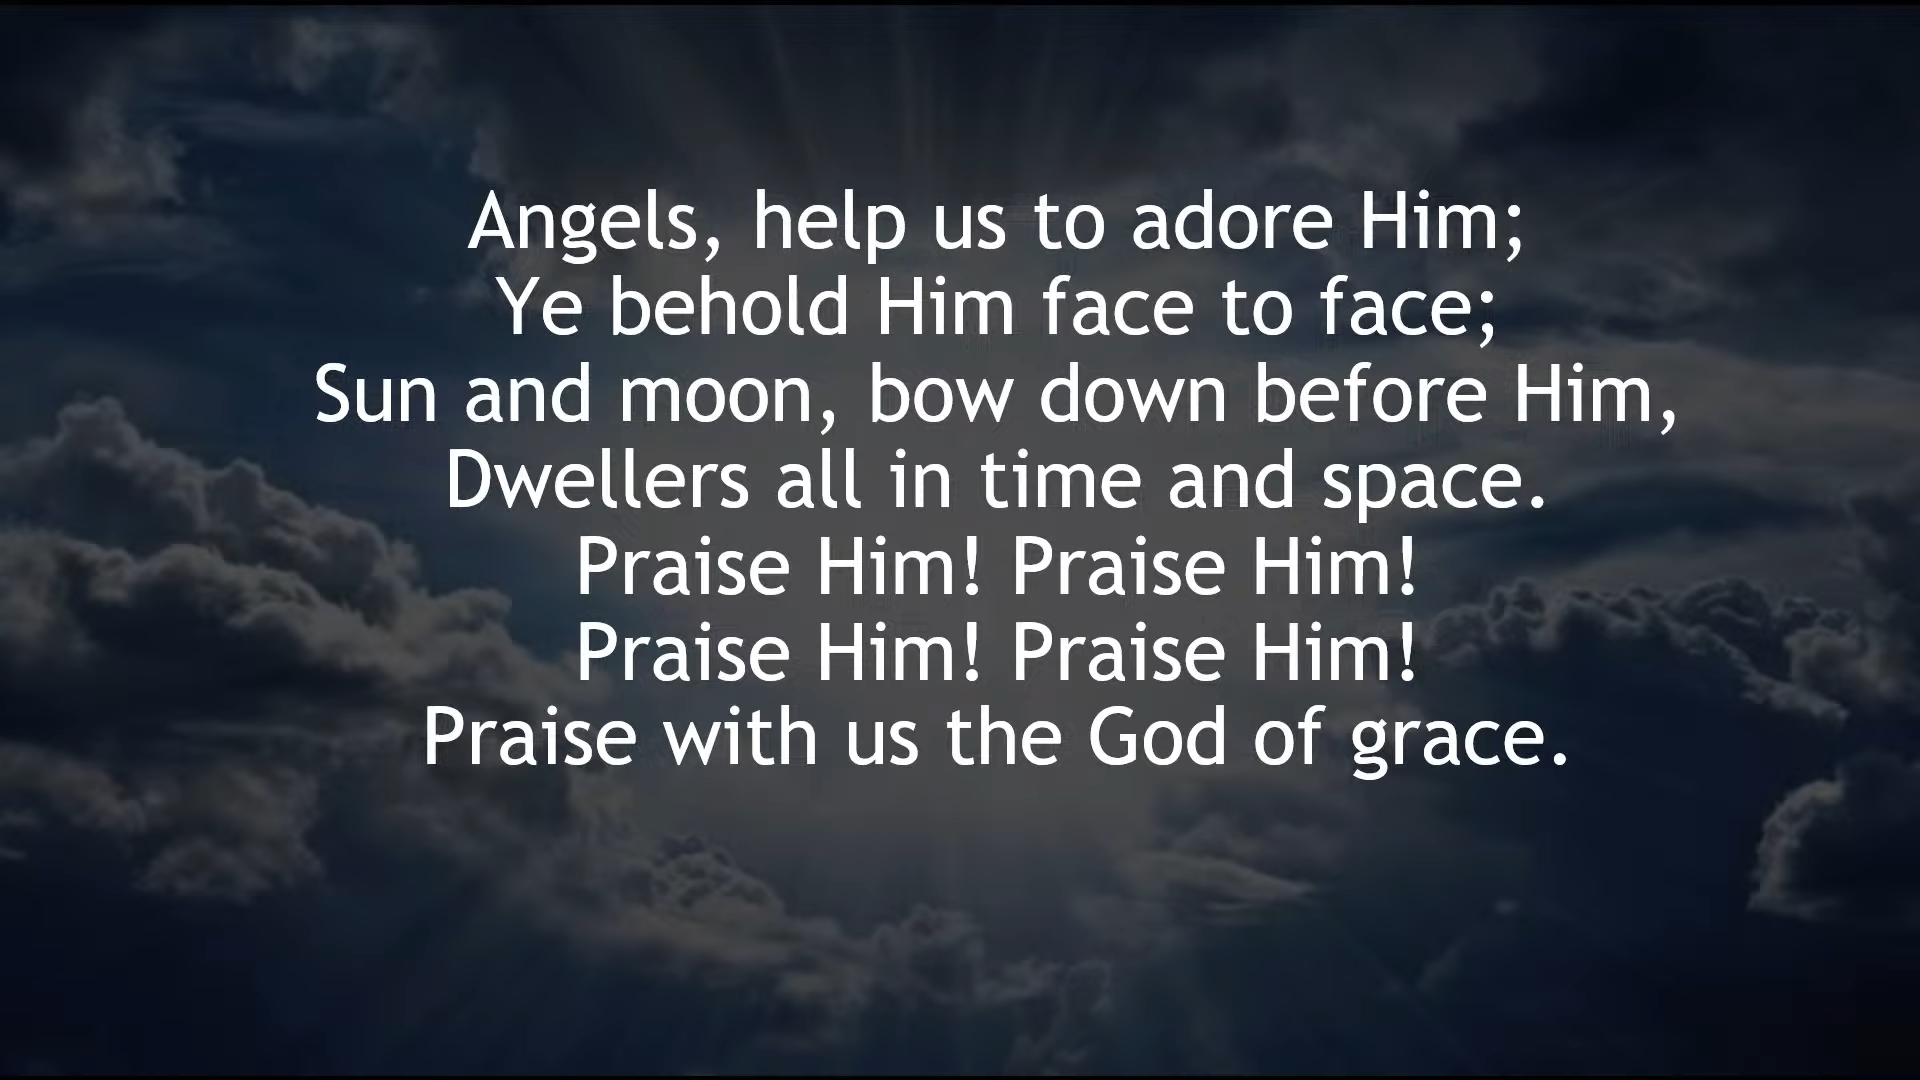 Angels, help us to adore Him;
Ye behold Him face to face;
Sun and moon, bow down before Him,
Dwellers all in time and space.
Praise Him! Praise Him!
Praise Him! Praise Him!
Praise with us the God of grace.